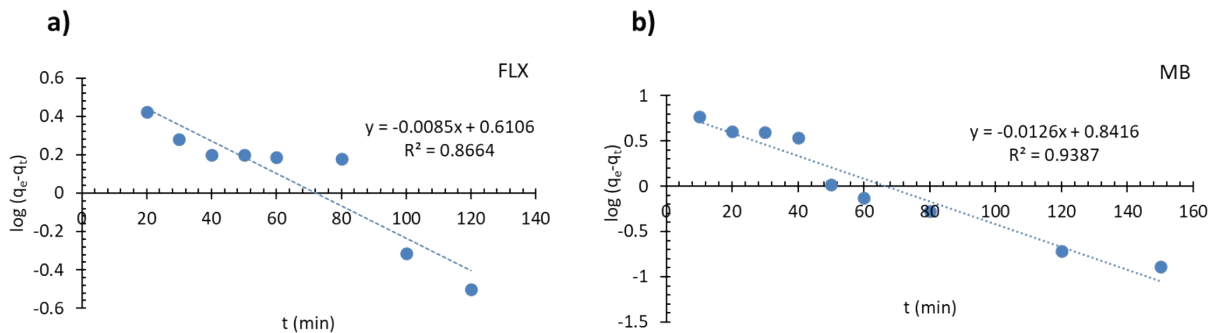 a)
FLX
0.6
0.4
0.2
0
-0.2
-0.4
-0.6
0 20 40 60 80 100 120 140
y = -0.0085x + 0.6106
R² = 0.8664
log (qₑ-qₜ)
t (min)
b)
MB
1
0.5
0
-0.5
-1
-1.5
0 20 40 60 80 100 120 140 160
y = -0.0126x + 0.8416
R² = 0.9387
log (qₑ-qₜ)
t (min)